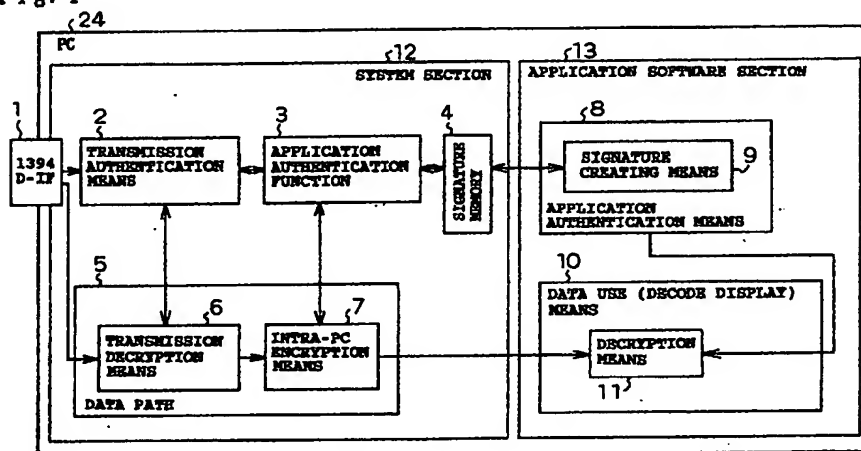 24
PC
12
SYSTEM SECTION
13
APPLICATION SOFTWARE SECTION
1
1394
D-IF
2
TRANSMISSION
AUTHENTICATION
MEANS
3
APPLICATION
AUTHENTICATION
FUNCTION
4
SIGNATURE
MEMORY
8
SIGNATURE
CREATING MEANS
9
APPLICATION
AUTHENTICATION MEANS
5
6
TRANSMISSION
DECRYPTION
MEANS
7
INTRA-PC
ENCRYPTION
MEANS
DATA PATH
10
DATA USE (DECODE DISPLAY)
MEANS
DECRYPTION
MEANS
11